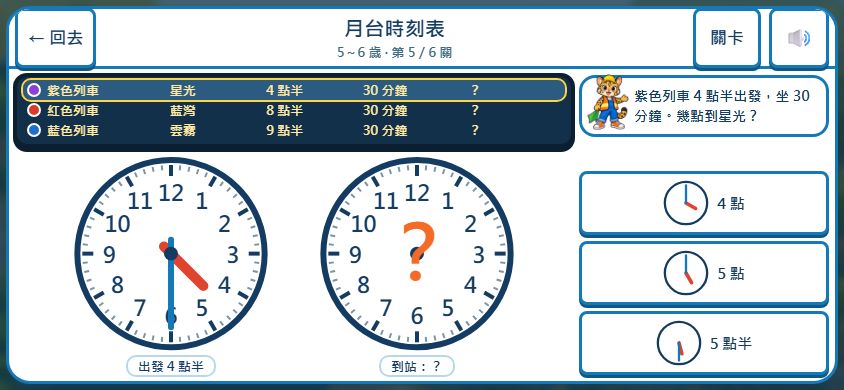 ← 回去
月台時刻表
5~6 歲 · 第 5 / 6 關
關卡
紫色列車 星光 4 點半 30 分鐘 ?
紅色列車 藍灣 8 點半 30 分鐘 ?
藍色列車 雲霧 9 點半 30 分鐘 ?
紫色列車 4 點半出發，坐 30
分鐘。幾點到星光？
12 1 2 3 4 5 6 7 8 9 10 11
出發 4 點半
12 1 2 3 4 5 6 7 8 9 10 11
?
到站：？
4 點
5 點
5 點半